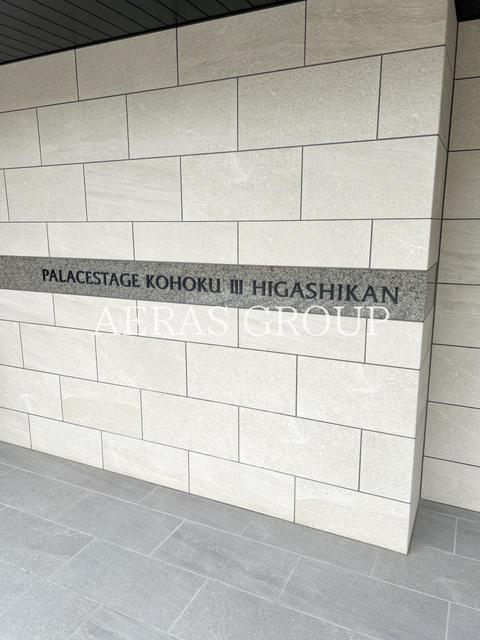 PALACESTAGE KOHOKU III HIGASHIKAN
AERAS GROUP